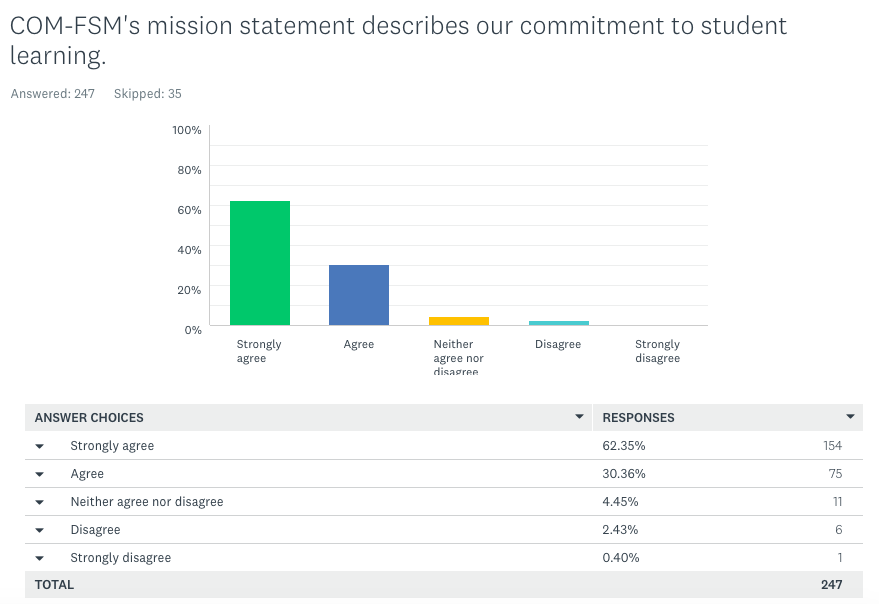 COM-FSM's mission statement describes our commitment to student
learning.
Answered: 247 Skipped: 35
100%
80%
60%
40%
20%
0%
Strongly agree
Agree
Neither agree nor disagree
Disagree
Strongly disagree
ANSWER CHOICES RESPONSES
Strongly agree 62.35% 154
Agree 30.36% 75
Neither agree nor disagree 4.45% 11
Disagree 2.43% 6
Strongly disagree 0.40% 1
TOTAL 247